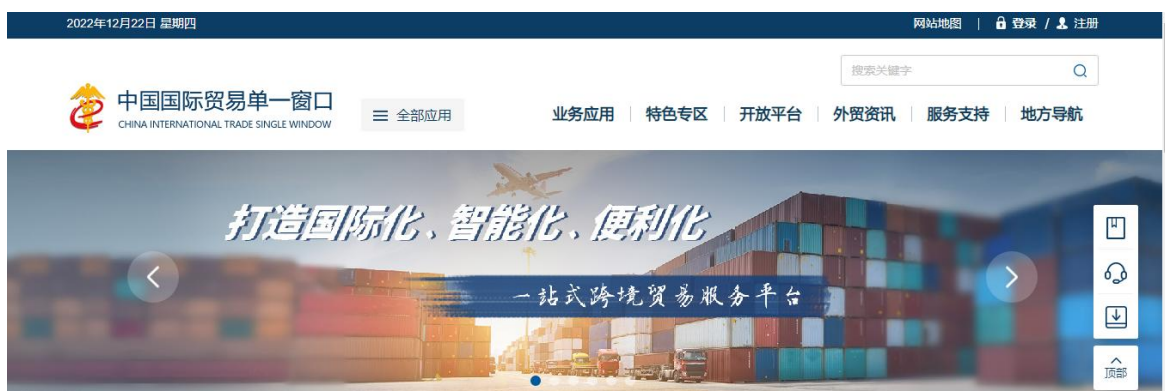 2022年12月22日 星期四
网站地图 | 登录 / 注册
搜索关键字
中国国际贸易单一窗口
CHINA INTERNATIONAL TRADE SINGLE WINDOW
全部应用
业务应用 | 特色专区 | 开放平台 | 外贸资讯 | 服务支持 | 地方导航
打造国际化、智能化、便利化
一站式跨境贸易服务平台
顶部